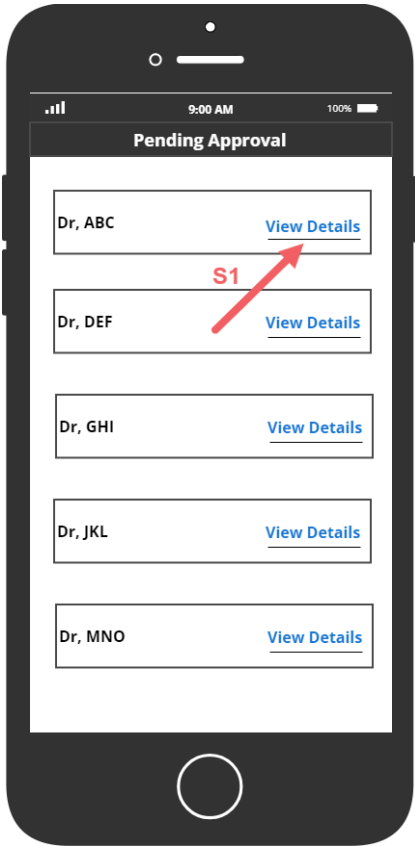 9:00 AM 100%
Pending Approval
Dr, ABC View Details
S1
Dr, DEF View Details
Dr, GHI View Details
Dr, JKL View Details
Dr, MNO View Details